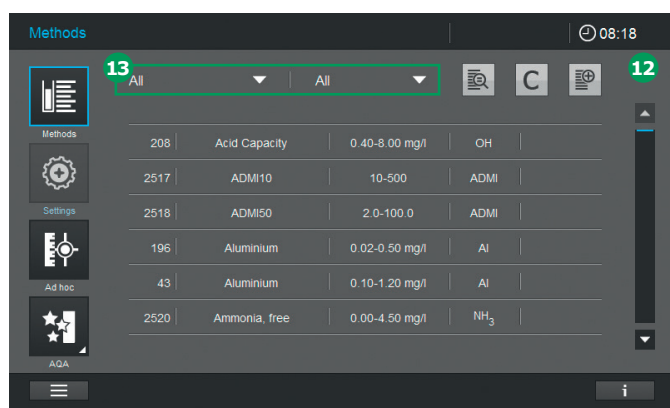 Methods 08:18
13 12
All All C
Methods
208 Acid Capacity 0.40-8.00 mg/l OH
2517 ADMI10 10-500 ADMI
Settings
2518 ADMI50 2.0-100.0 ADMI
196 Aluminium 0.02-0.50 mg/l Al
Ad hoc
43 Aluminium 0.10-1.20 mg/l Al
2520 Ammonia, free 0.00-4.50 mg/l NH3
AQA
i